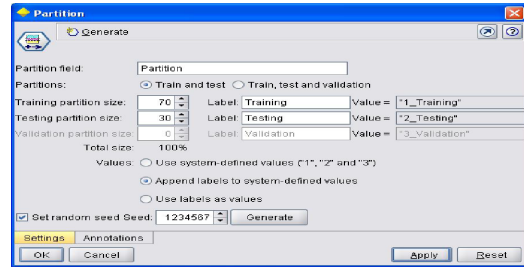 Partition
Generate
Partition field: Partition
Partitions: Train and test Train, test and validation
Training partition size: 70 Label: Training Value = "1_Training"
Testing partition size: 30 Label: Testing Value = "2_Testing"
Validation partition size: 0 Label: Validation Value = "3_Validation"
Total size: 100%
Values: Use system-defined values ("1", "2" and "3")
Append labels to system-defined values
Use labels as values
Set random seed Seed: 1234567 Generate
Settings Annotations
OK Cancel Apply Reset